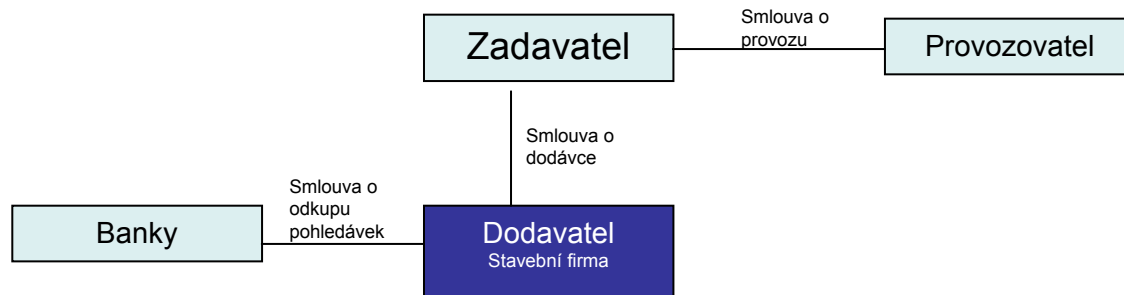 Smlouva o
provozu
Zadavatel
Provozovatel
Smlouva o
dodávce
Smlouva o
odkupu
pohledávek
Banky
Dodavatel
Stavební firma